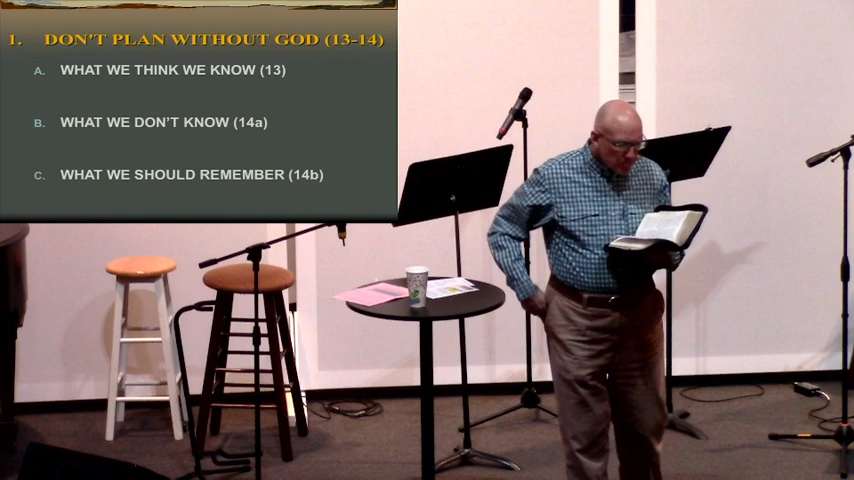 1. DON'T PLAN WITHOUT GOD (13-14)
A. WHAT WE THINK WE KNOW (13)
B. WHAT WE DON'T KNOW (14a)
C. WHAT WE SHOULD REMEMBER (14b)